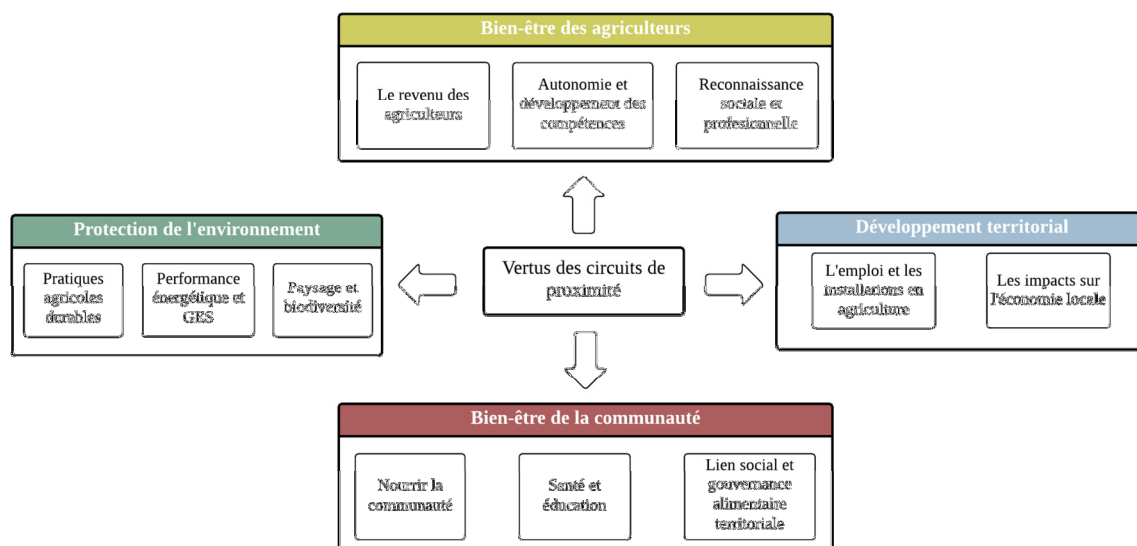 Bien-être des agriculteurs
Le revenu des
agriculteurs
Autonomie et
développement des
compétences
Reconnaissance
sociale et
profesionnelle
Protection de l'environnement
Pratiques
agricoles
durables
Performance
énergétique et
GES
Paysage et
biodiversité
Vertus des circuits de
proximité
Développement territorial
L'emploi et les
installations en
agriculture
Les impacts sur
l'économie locale
Bien-être de la communauté
Nourrir la
communauté
Santé et
éducation
Lien social et
gouvernance
alimentaire
territoriale